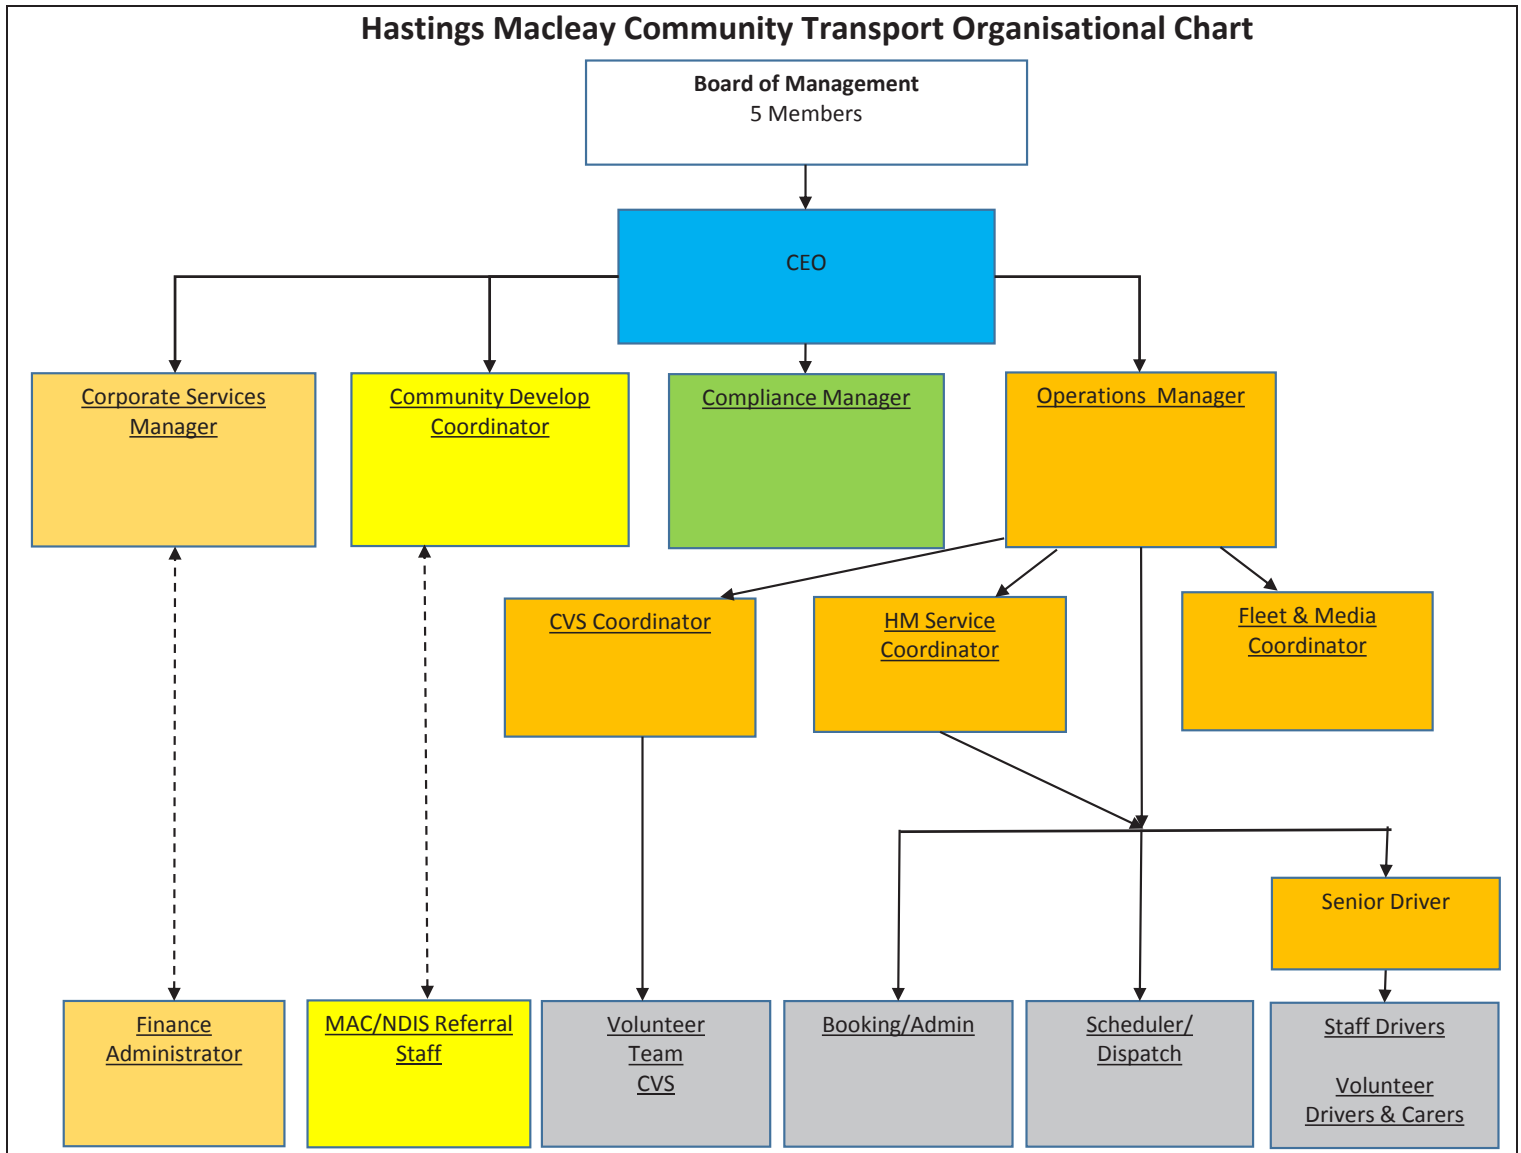 Hastings Macleay Community Transport Organisational Chart
Board of Management
5 Members
CEO
Corporate Services
Manager
Community Develop
Coordinator
Compliance Manager
Operations  Manager
CVS Coordinator
HM Service
Coordinator
Fleet & Media
Coordinator
Senior Driver
Finance
Administrator
MAC/NDIS Referral
Staff
Volunteer
Team
CVS
Booking/Admin
Scheduler/
Dispatch
Staff Drivers
Volunteer
Drivers & Carers